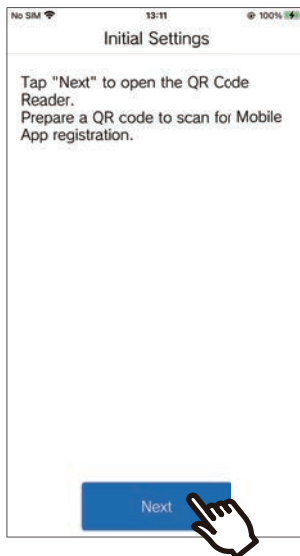 No SIM 13:11 100%
Initial Settings
Tap "Next" to open the QR Code
Reader.
Prepare a QR code to scan for Mobile
App registration.
Next